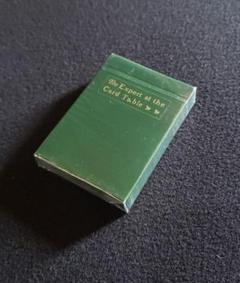 The Expert at the
Card Table